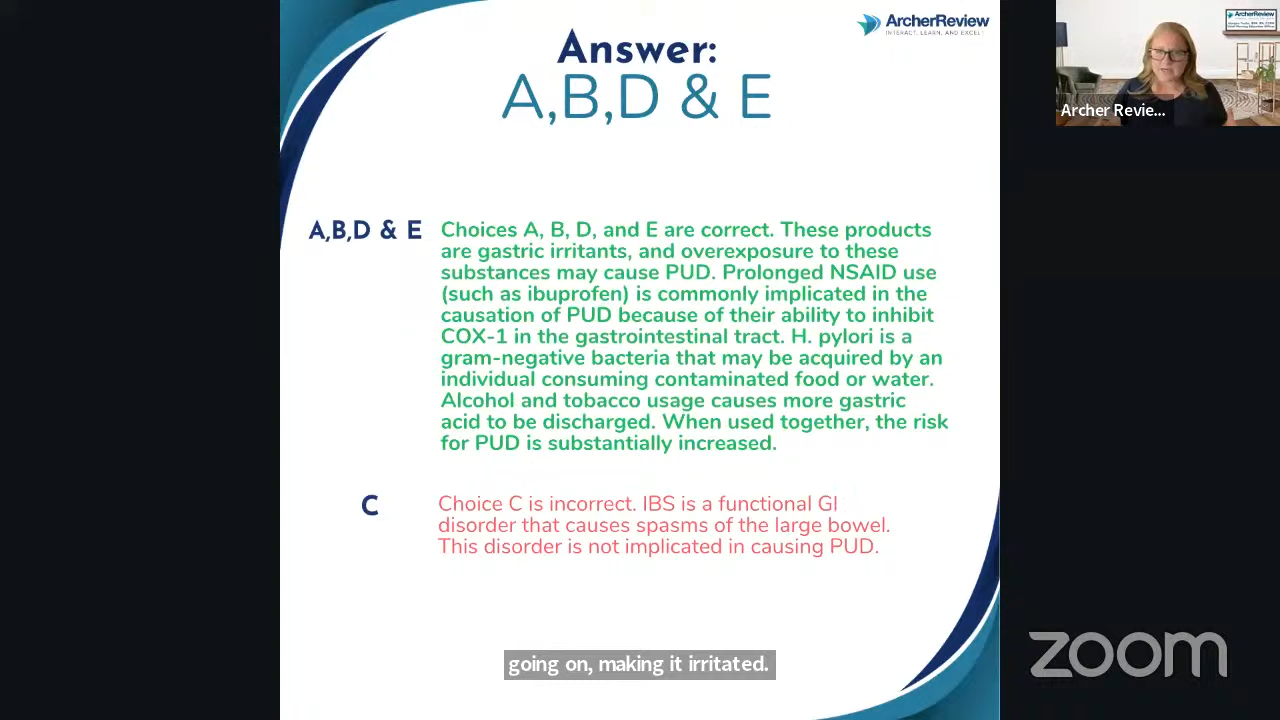 ArcherReview
INTERACT, LEARN, AND EXCEL!
Answer:
A,B,D & E
Archer Revie...
A,B,D & E
Choices A, B, D, and E are correct. These products
are gastric irritants, and overexposure to these
substances may cause PUD. Prolonged NSAID use
(such as ibuprofen) is commonly implicated in the
causation of PUD because of their ability to inhibit
COX-1 in the gastrointestinal tract. H. pylori is a
gram-negative bacteria that may be acquired by an
individual consuming contaminated food or water.
Alcohol and tobacco usage causes more gastric
acid to be discharged. When used together, the risk
for PUD is substantially increased.
C
Choice C is incorrect. IBS is a functional GI
disorder that causes spasms of the large bowel.
This disorder is not implicated in causing PUD.
going on, making it irritated.
zoom